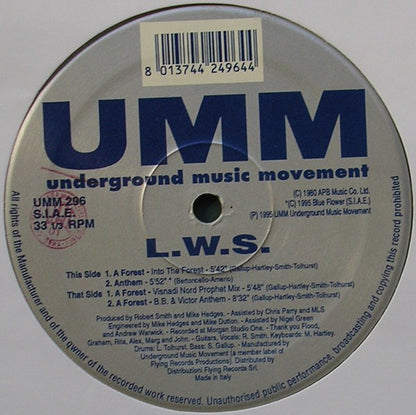 8 013744 249644
UMM
underground music movement
UMM 296
S.I.A.E.
33 1/3 RPM
(C) 1980 APB Music Co. Ltd.
*(C) 1995 Blue Flower (S.I.A.E.)
(P) 1995 UMM Underground Music Movement
L.W.S.
This Side 1. A Forest - Into The Forest - 5'42" (Gallup-Hartley-Smith-Tolhurst)
2. Anthem - 5'52" * (Bertoncello-Amerio)
That Side 1. A Forest - Visnadi Nord Prophet Mix - 5'48" (Gallup-Hartley-Smith-Tolhurst)
2. A Forest - B.B. & Victor Anthem - 8'32" (Gallup-Hartley-Smith-Tolhurst)
Produced by Robert Smith and Mike Hedges - Assisted by Chris Parry and MLS
Engineered by Mike Hedges and Mike Dutton - Assisted by Nigel Green
and Andrew Warwick. - Recorded at Morgan Studio One. - Thank you Flood,
Graham, Rita, Alex, Marg and John. - Guitars, Vocals: R. Smith. Keyboards: M. Hartley.
Drums: L. Tolhurst. Bass: S. Gallup. - Manufactured by
Underground Music Movement (a member label of
Flying Records Productions). Distributed by
Distribuzioni Flying Records Srl.
Made in Italy
All rights of the Manufacturer and of the owner of the recorded work reserved. Unauthorised public performance, broadcasting and copying of this record prohibited